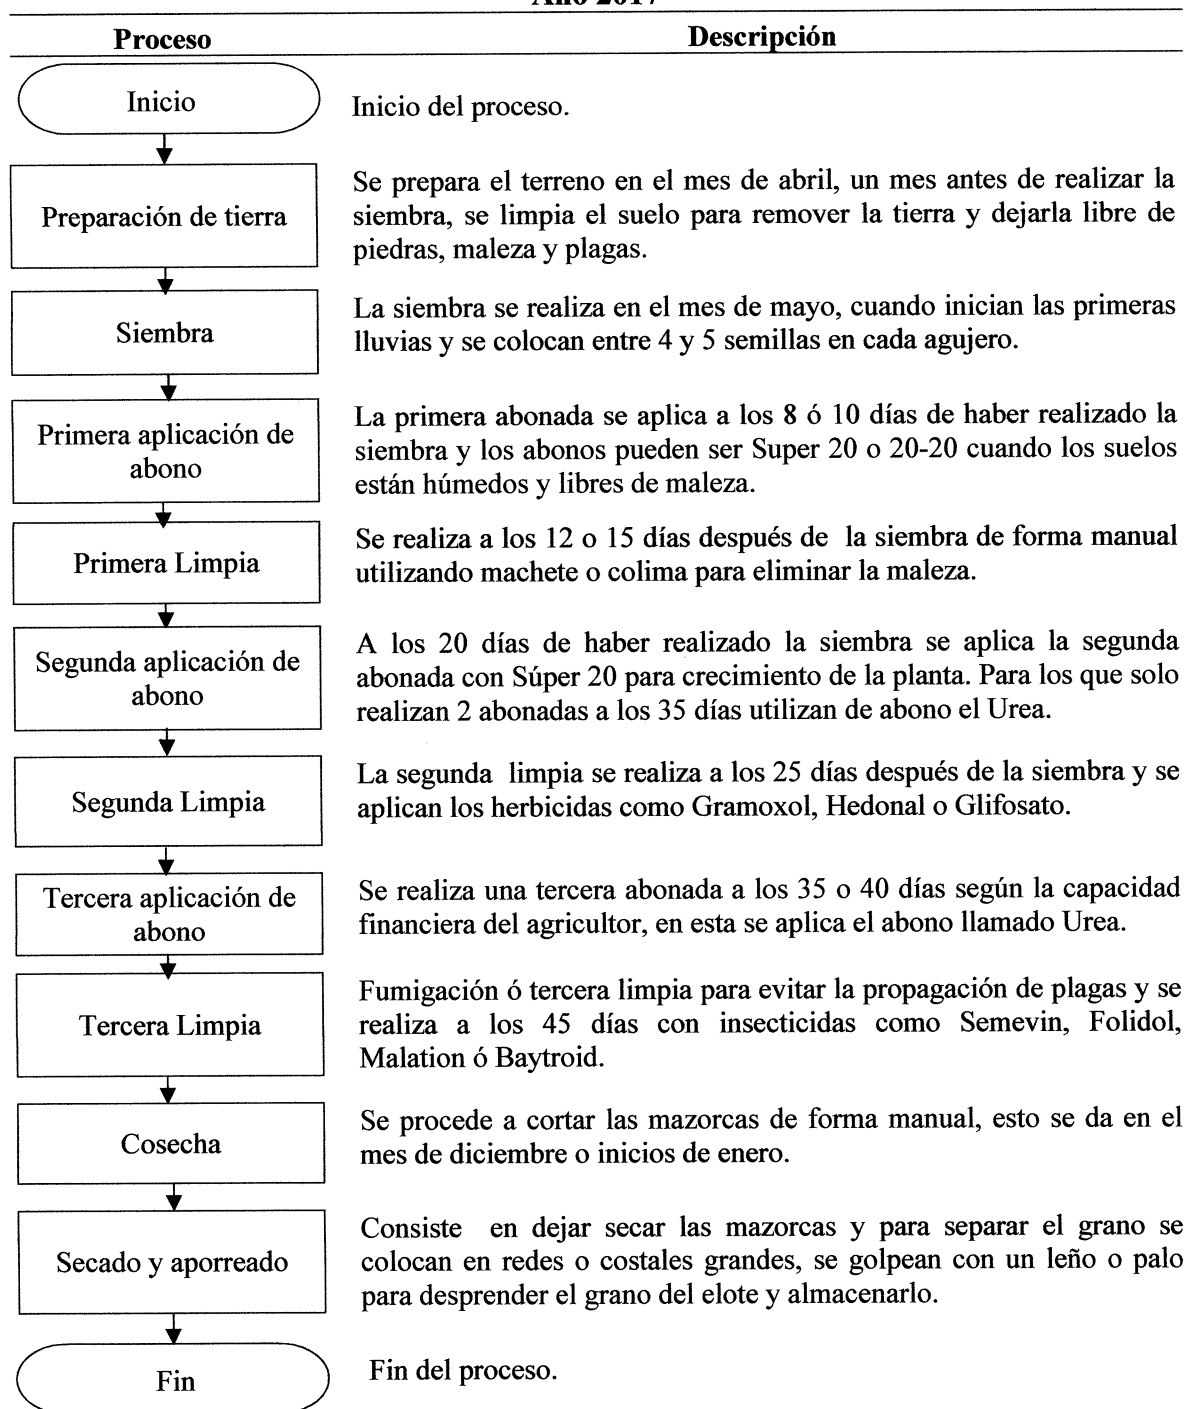 Año 2017
Proceso Descripción
Inicio
Inicio del proceso.
Preparación de tierra
Se prepara el terreno en el mes de abril, un mes antes de realizar la
siembra, se limpia el suelo para remover la tierra y dejarla libre de
piedras, maleza y plagas.
Siembra
La siembra se realiza en el mes de mayo, cuando inician las primeras
lluvias y se colocan entre 4 y 5 semillas en cada agujero.
Primera aplicación de
abono
La primera abonada se aplica a los 8 ó 10 días de haber realizado la
siembra y los abonos pueden ser Super 20 o 20-20 cuando los suelos
están húmedos y libres de maleza.
Primera Limpia
Se realiza a los 12 o 15 días después de la siembra de forma manual
utilizando machete o colima para eliminar la maleza.
Segunda aplicación de
abono
A los 20 días de haber realizado la siembra se aplica la segunda
abonada con Súper 20 para crecimiento de la planta. Para los que solo
realizan 2 abonadas a los 35 días utilizan de abono el Urea.
Segunda Limpia
La segunda limpia se realiza a los 25 días después de la siembra y se
aplican los herbicidas como Gramoxol, Hedonal o Glifosato.
Tercera aplicación de
abono
Se realiza una tercera abonada a los 35 o 40 días según la capacidad
financiera del agricultor, en esta se aplica el abono llamado Urea.
Tercera Limpia
Fumigación ó tercera limpia para evitar la propagación de plagas y se
realiza a los 45 días con insecticidas como Semevin, Folidol,
Malation ó Baytroid.
Cosecha
Se procede a cortar las mazorcas de forma manual, esto se da en el
mes de diciembre o inicios de enero.
Secado y aporreado
Consiste en dejar secar las mazorcas y para separar el grano se
colocan en redes o costales grandes, se golpean con un leño o palo
para desprender el grano del elote y almacenarlo.
Fin
Fin del proceso.